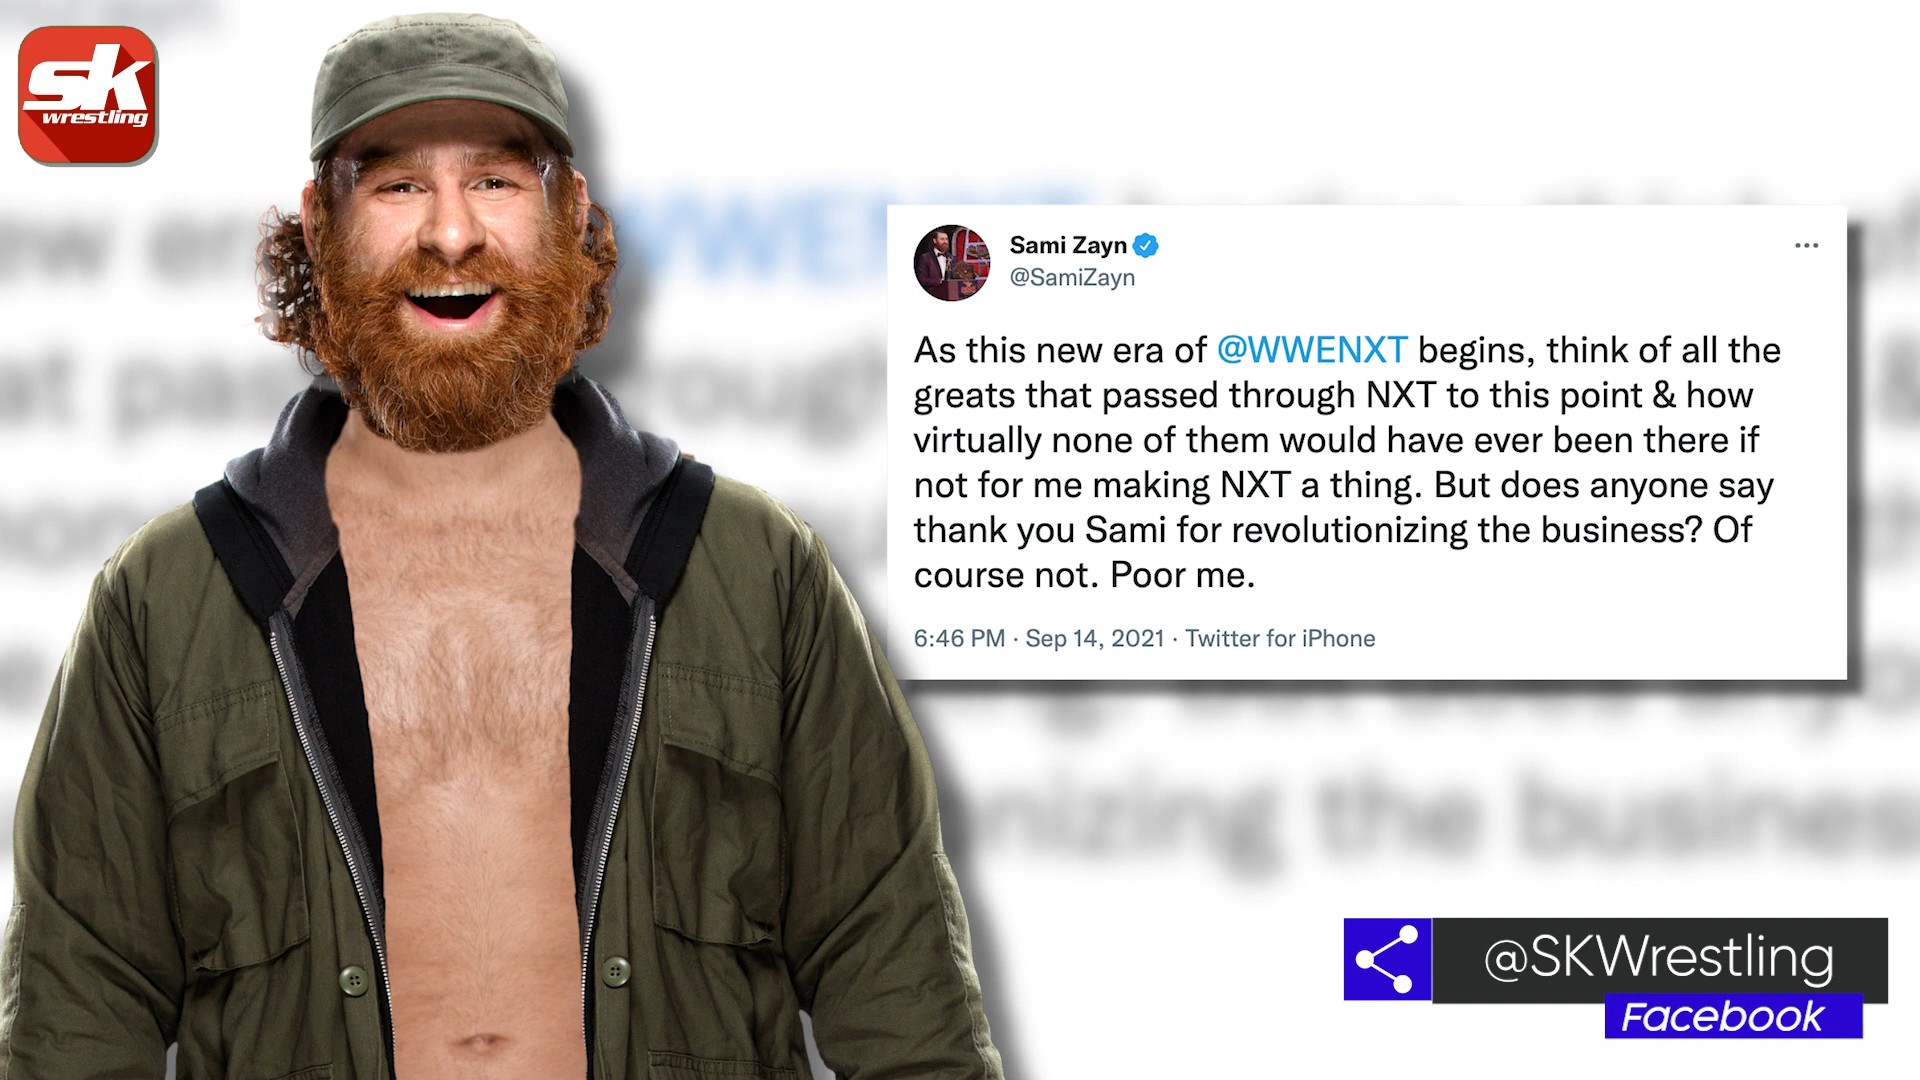 sk
wrestling
Sami Zayn
@SamiZayn
As this new era of @WWENXT begins, think of all the
greats that passed through NXT to this point & how
virtually none of them would have ever been there if
not for me making NXT a thing. But does anyone say
thank you Sami for revolutionizing the business? Of
course not. Poor me.
6:46 PM · Sep 14, 2021 · Twitter for iPhone
@SKWrestling
Facebook